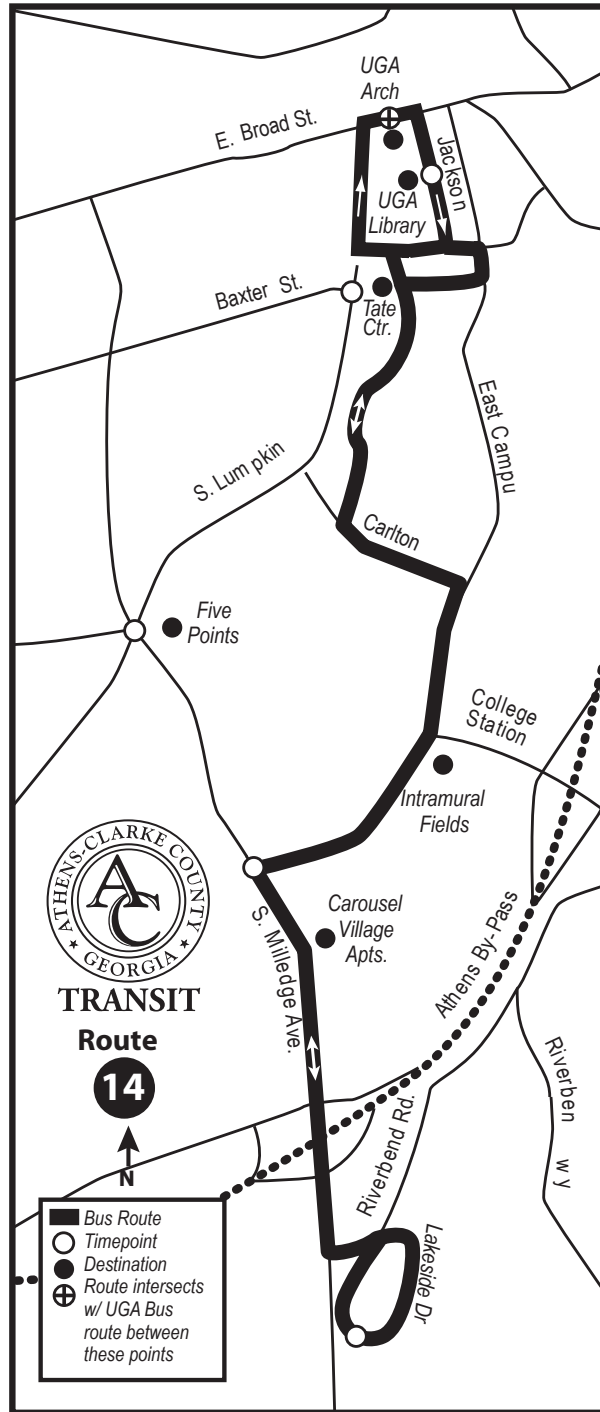 UGA
Arch
E. Broad St.
Jackson
UGA
Library
Baxter St.
Tate
Ctr.
East Campu
S. Lumpkin
Carlton
Five
Points
College
Station
Intramural
Fields
ATHENS-CLARKE COUNTY
AC
★ GEORGIA ★
TRANSIT
Route
14
N
S. Milledge Ave.
Carousel
Village
Apts.
Athens By-Pass
Riverben
wy
Riverbend Rd.
Lakeside Dr
Bus Route
Timepoint
Destination
Route intersects
w/ UGA Bus
route between
these points